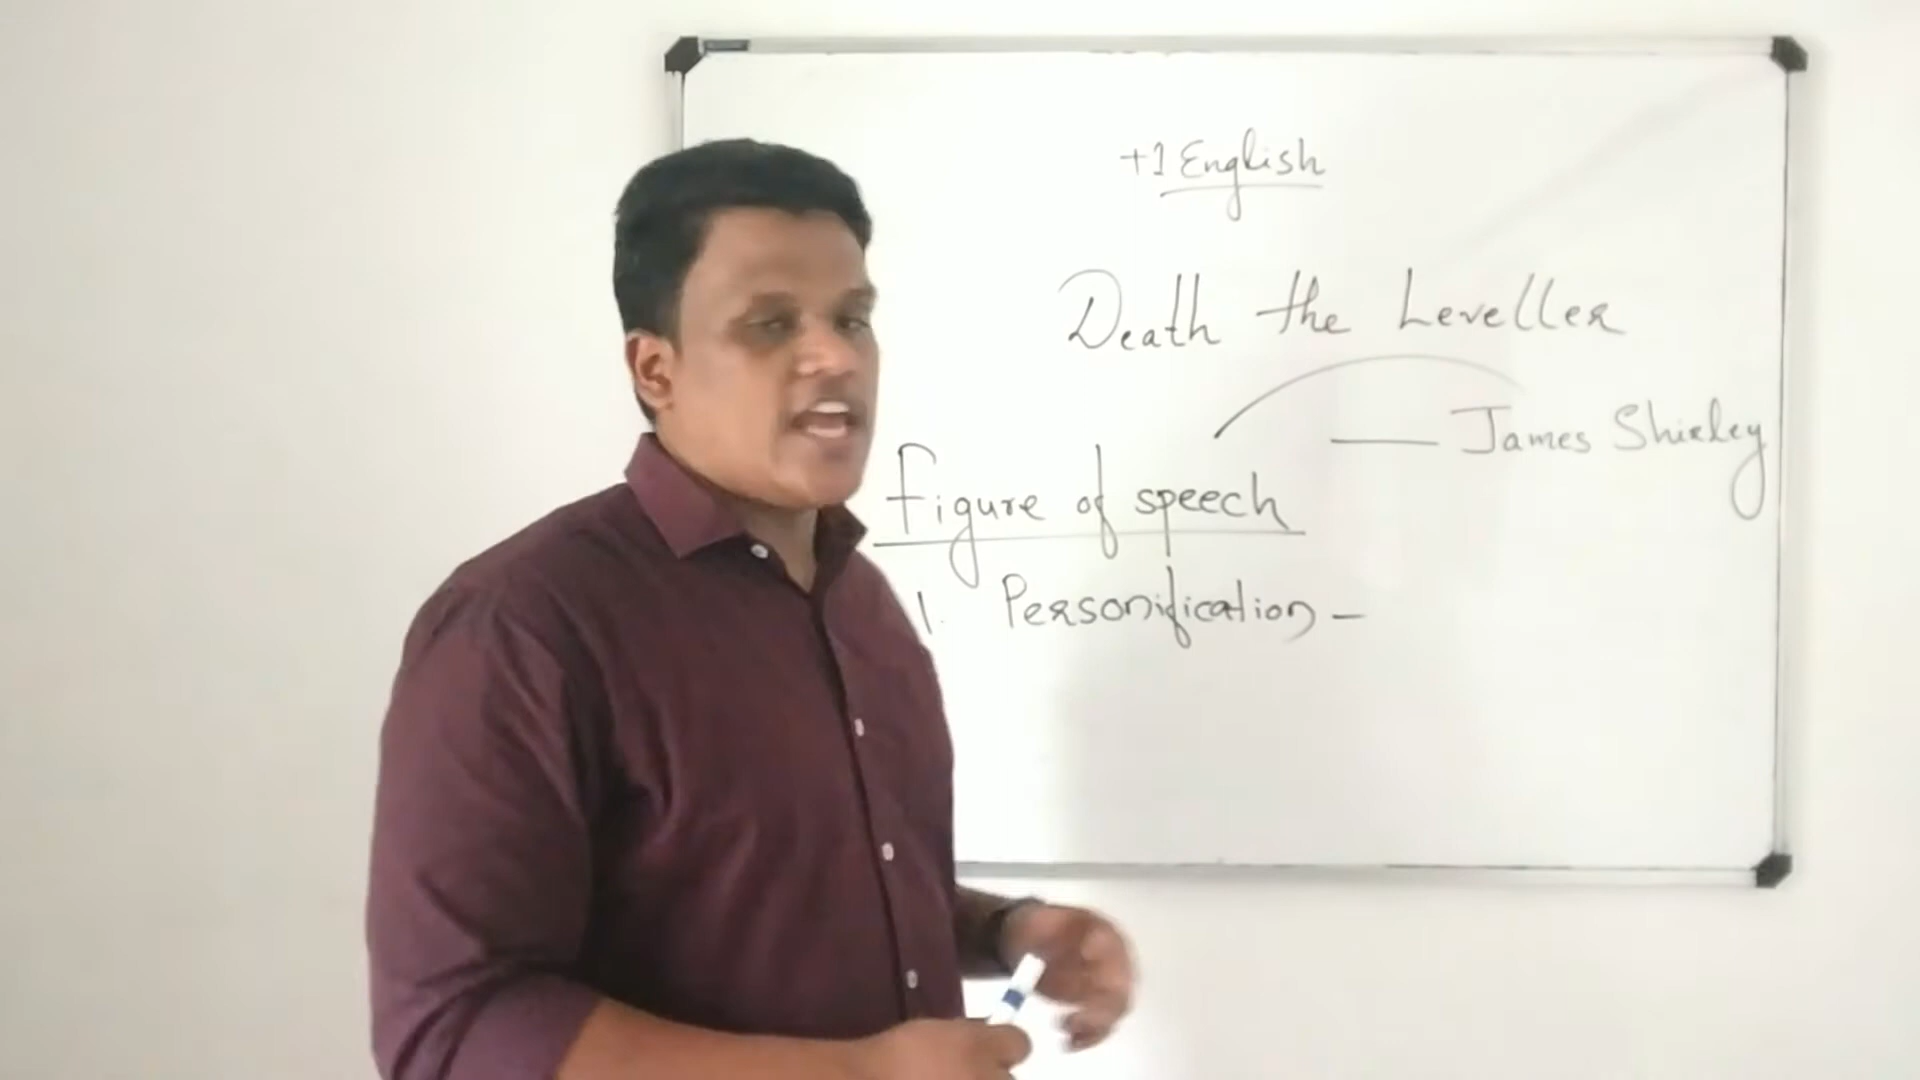 +1 English
Death the Leveller
— James Shirley
Figure of speech
1. Personification –